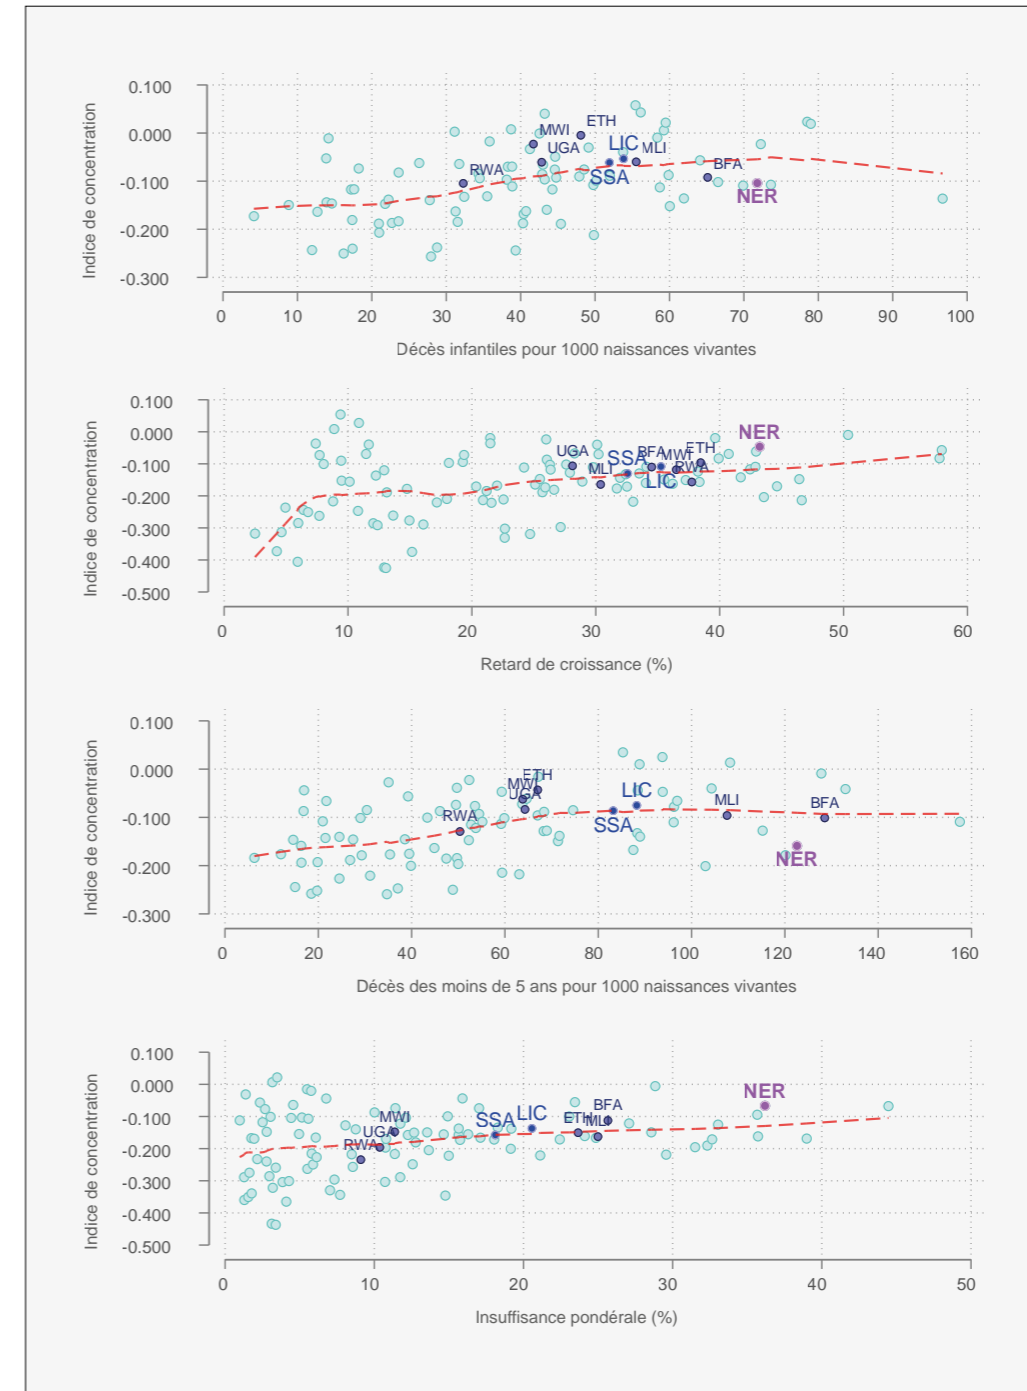 0.100
0.000
-0.100
-0.200
-0.300
Indice de concentration
MWI
ETH
UGA
LIC
MLI
RWA
SSA
BFA
NER
0 10 20 30 40 50 60 70 80 90 100
Décès infantiles pour 1000 naissances vivantes
0.100
0.000
-0.100
-0.200
-0.300
-0.400
-0.500
Indice de concentration
NER
UGA
SSA
BFA
ETH
MWI
MLI
RWA
LIC
0 10 20 30 40 50 60
Retard de croissance (%)
0.100
0.000
-0.100
-0.200
-0.300
Indice de concentration
ETH
MWI
UGA
LIC
RWA
SSA
MLI
BFA
NER
0 20 40 60 80 100 120 140 160
Décès des moins de 5 ans pour 1000 naissances vivantes
0.100
0.000
-0.100
-0.200
-0.300
-0.400
-0.500
Indice de concentration
NER
BFA
MWI
SSA
LIC
ETH
MLI
UGA
RWA
0 10 20 30 40 50
Insuffisance pondérale (%)